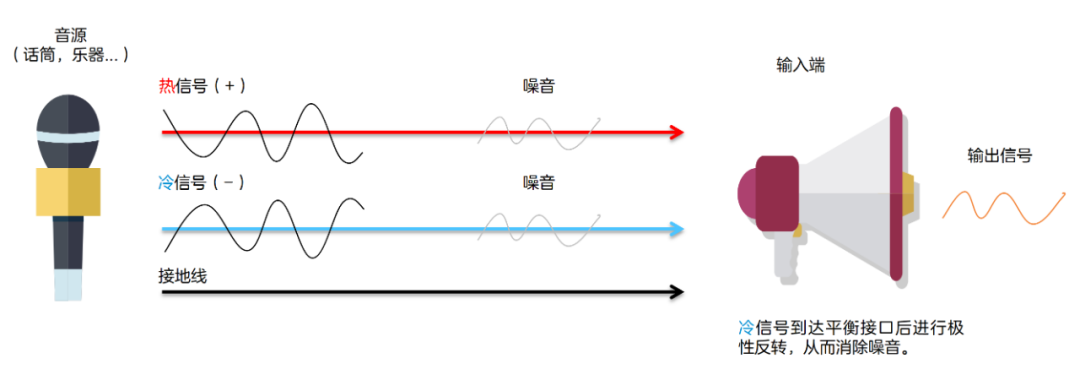 音源
（话筒，乐器...）
热信号（+）
噪音
输入端
输出信号
冷信号（－）
噪音
接地线
冷信号到达平衡接口后进行极
性反转，从而消除噪音。